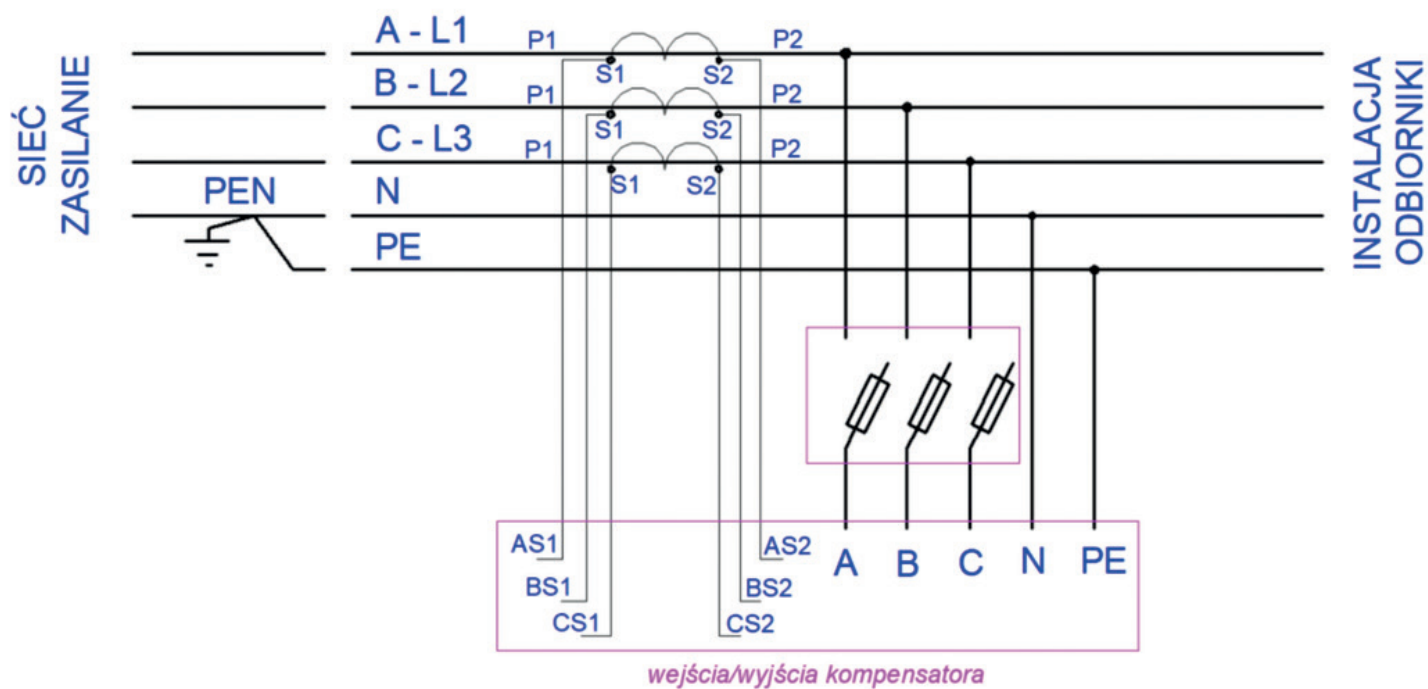 SIEĆ
ZASILANIE
A - L1
P1
P2
S1
S2
B - L2
P1
P2
S1
S2
C - L3
P1
P2
S1
S2
PEN
N
PE
INSTALACJA
ODBIORNIKI
AS1
AS2
BS1
BS2
CS1
CS2
A
B
C
N
PE
wejścia/wyjścia kompensatora